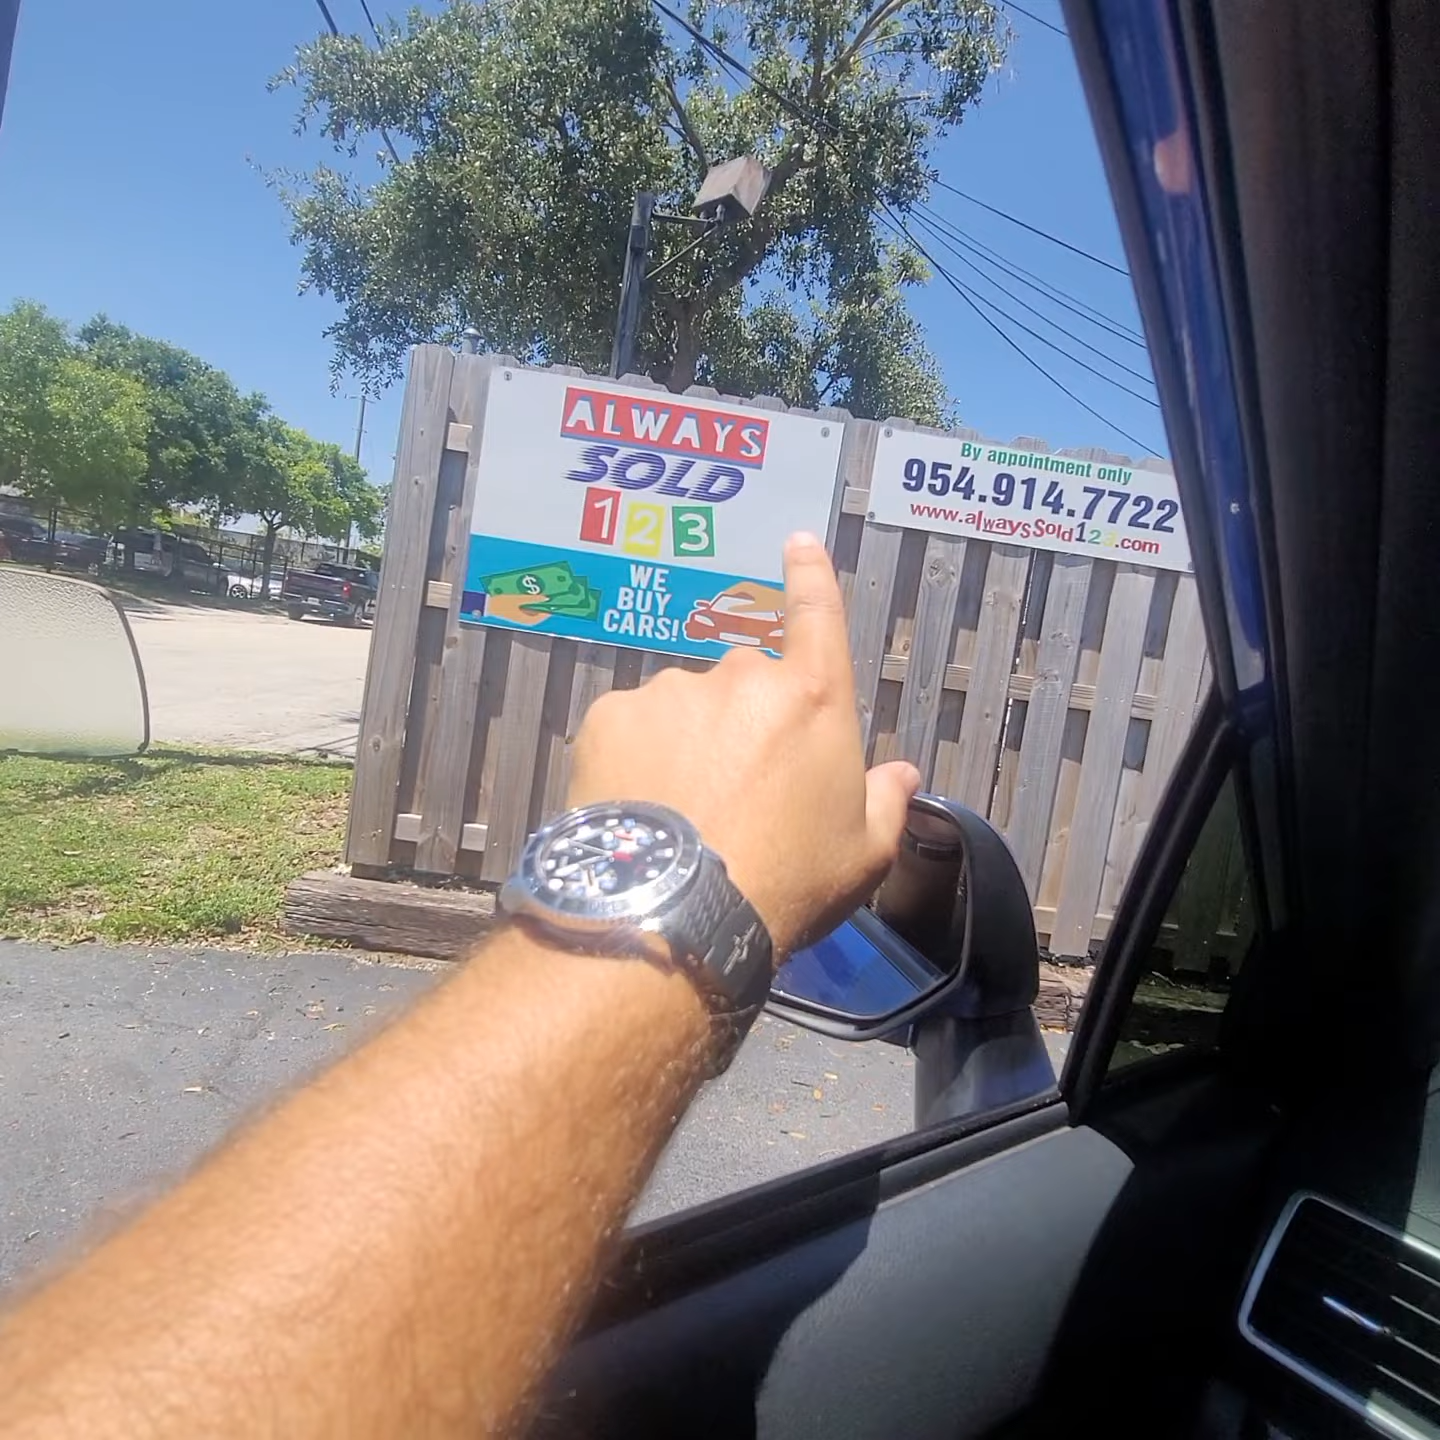 ALWAYS
SOLD
1 2 3
$
WE
BUY
CARS!
By appointment only
954.914.7722
www.alwaysSold123.com